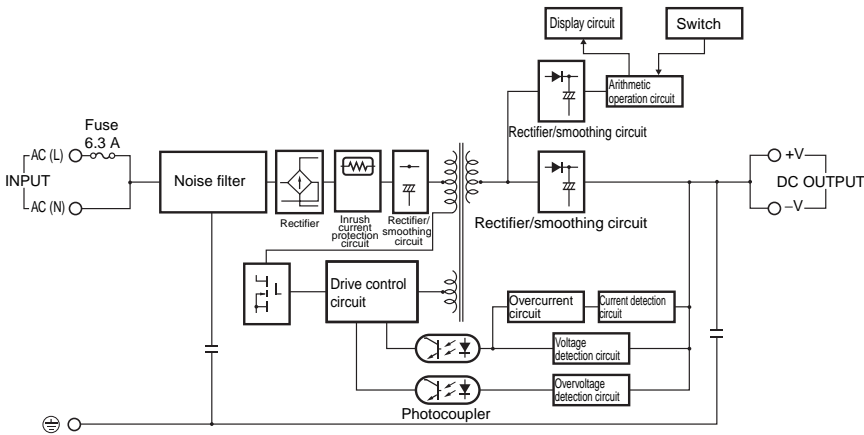 Display circuit
Switch
Arithmetic
operation circuit
Rectifier/smoothing circuit
Fuse
6.3 A
AC (L)
INPUT
AC (N)
Noise filter
Rectifier
Inrush
current
protection
circuit
Rectifier/
smoothing
circuit
Rectifier/smoothing circuit
+V
DC OUTPUT
−V
Drive control
circuit
Overcurrent
circuit
Current detection
circuit
Voltage
detection circuit
Overvoltage
detection circuit
Photocoupler